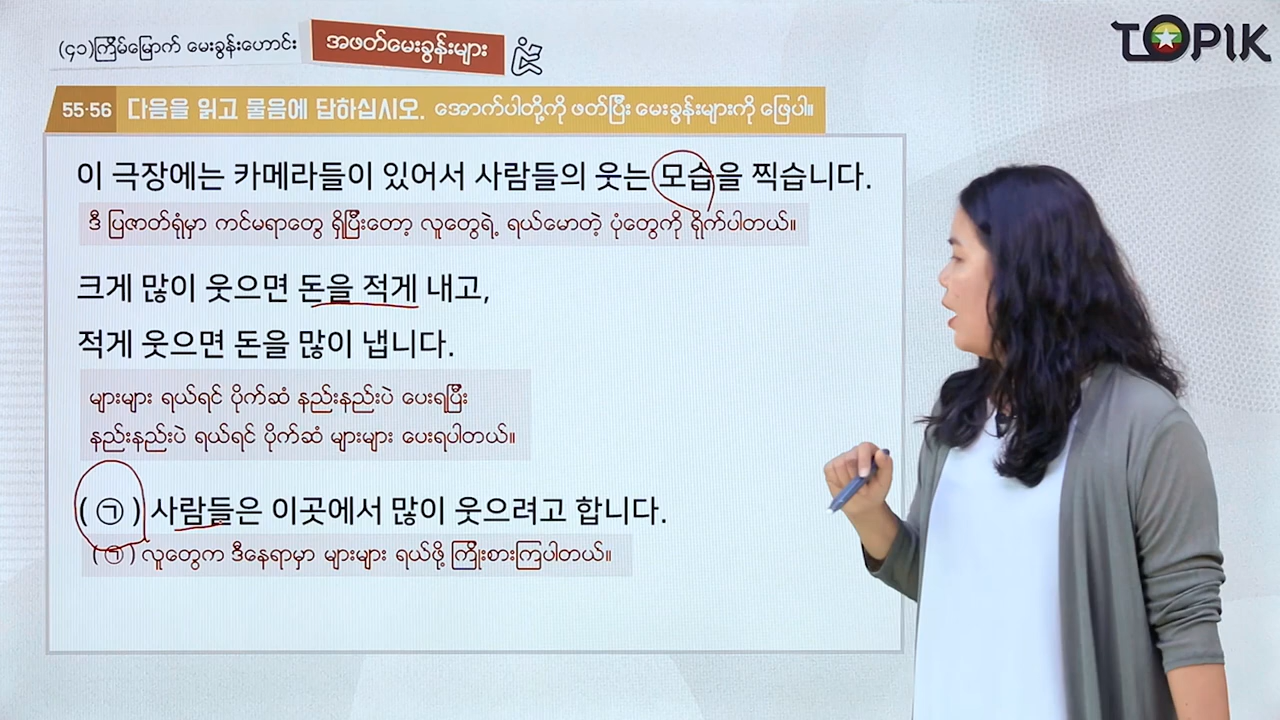 (၄၁)ကြိမ်မြောက် မေးခွန်းဟောင်း အဖတ်မေးခွန်းများ
TOPIK
55-56 다음을 읽고 물음에 답하십시오. အောက်ပါတို့ကို ဖတ်ပြီး မေးခွန်းများကို ဖြေပါ။
이 극장에는 카메라들이 있어서 사람들의 웃는 모습을 찍습니다.
ဒီ ပြဇာတ်ရုံမှာ ကင်မရာတွေ ရှိပြီးတော့ လူတွေရဲ့ ရယ်မောတဲ့ ပုံတွေကို ရိုက်ပါတယ်။
크게 많이 웃으면 돈을 적게 내고,
적게 웃으면 돈을 많이 냅니다.
များများ ရယ်ရင် ပိုက်ဆံ နည်းနည်းပဲ ပေးရပြီး
နည်းနည်းပဲ ရယ်ရင် ပိုက်ဆံ များများ ပေးရပါတယ်။
( ㉠ ) 사람들은 이곳에서 많이 웃으려고 합니다.
( ㉠ ) လူတွေက ဒီနေရာမှာ များများ ရယ်ဖို့ ကြိုးစားကြပါတယ်။